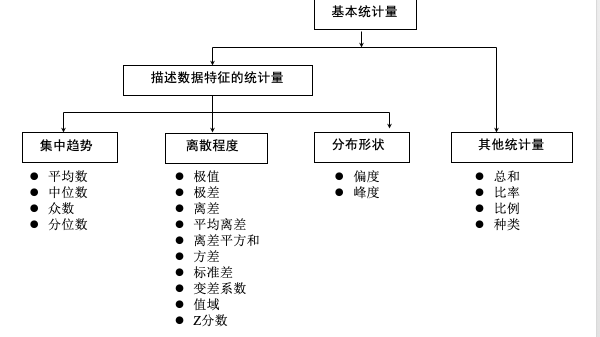 基本统计量
描述数据特征的统计量
集中趋势
离散程度
分布形状
其他统计量
● 平均数
● 中位数
● 众数
● 分位数
● 极值
● 极差
● 离差
● 平均离差
● 离差平方和
● 方差
● 标准差
● 变差系数
● 值域
● Z分数
● 偏度
● 峰度
● 总和
● 比率
● 比例
● 种类